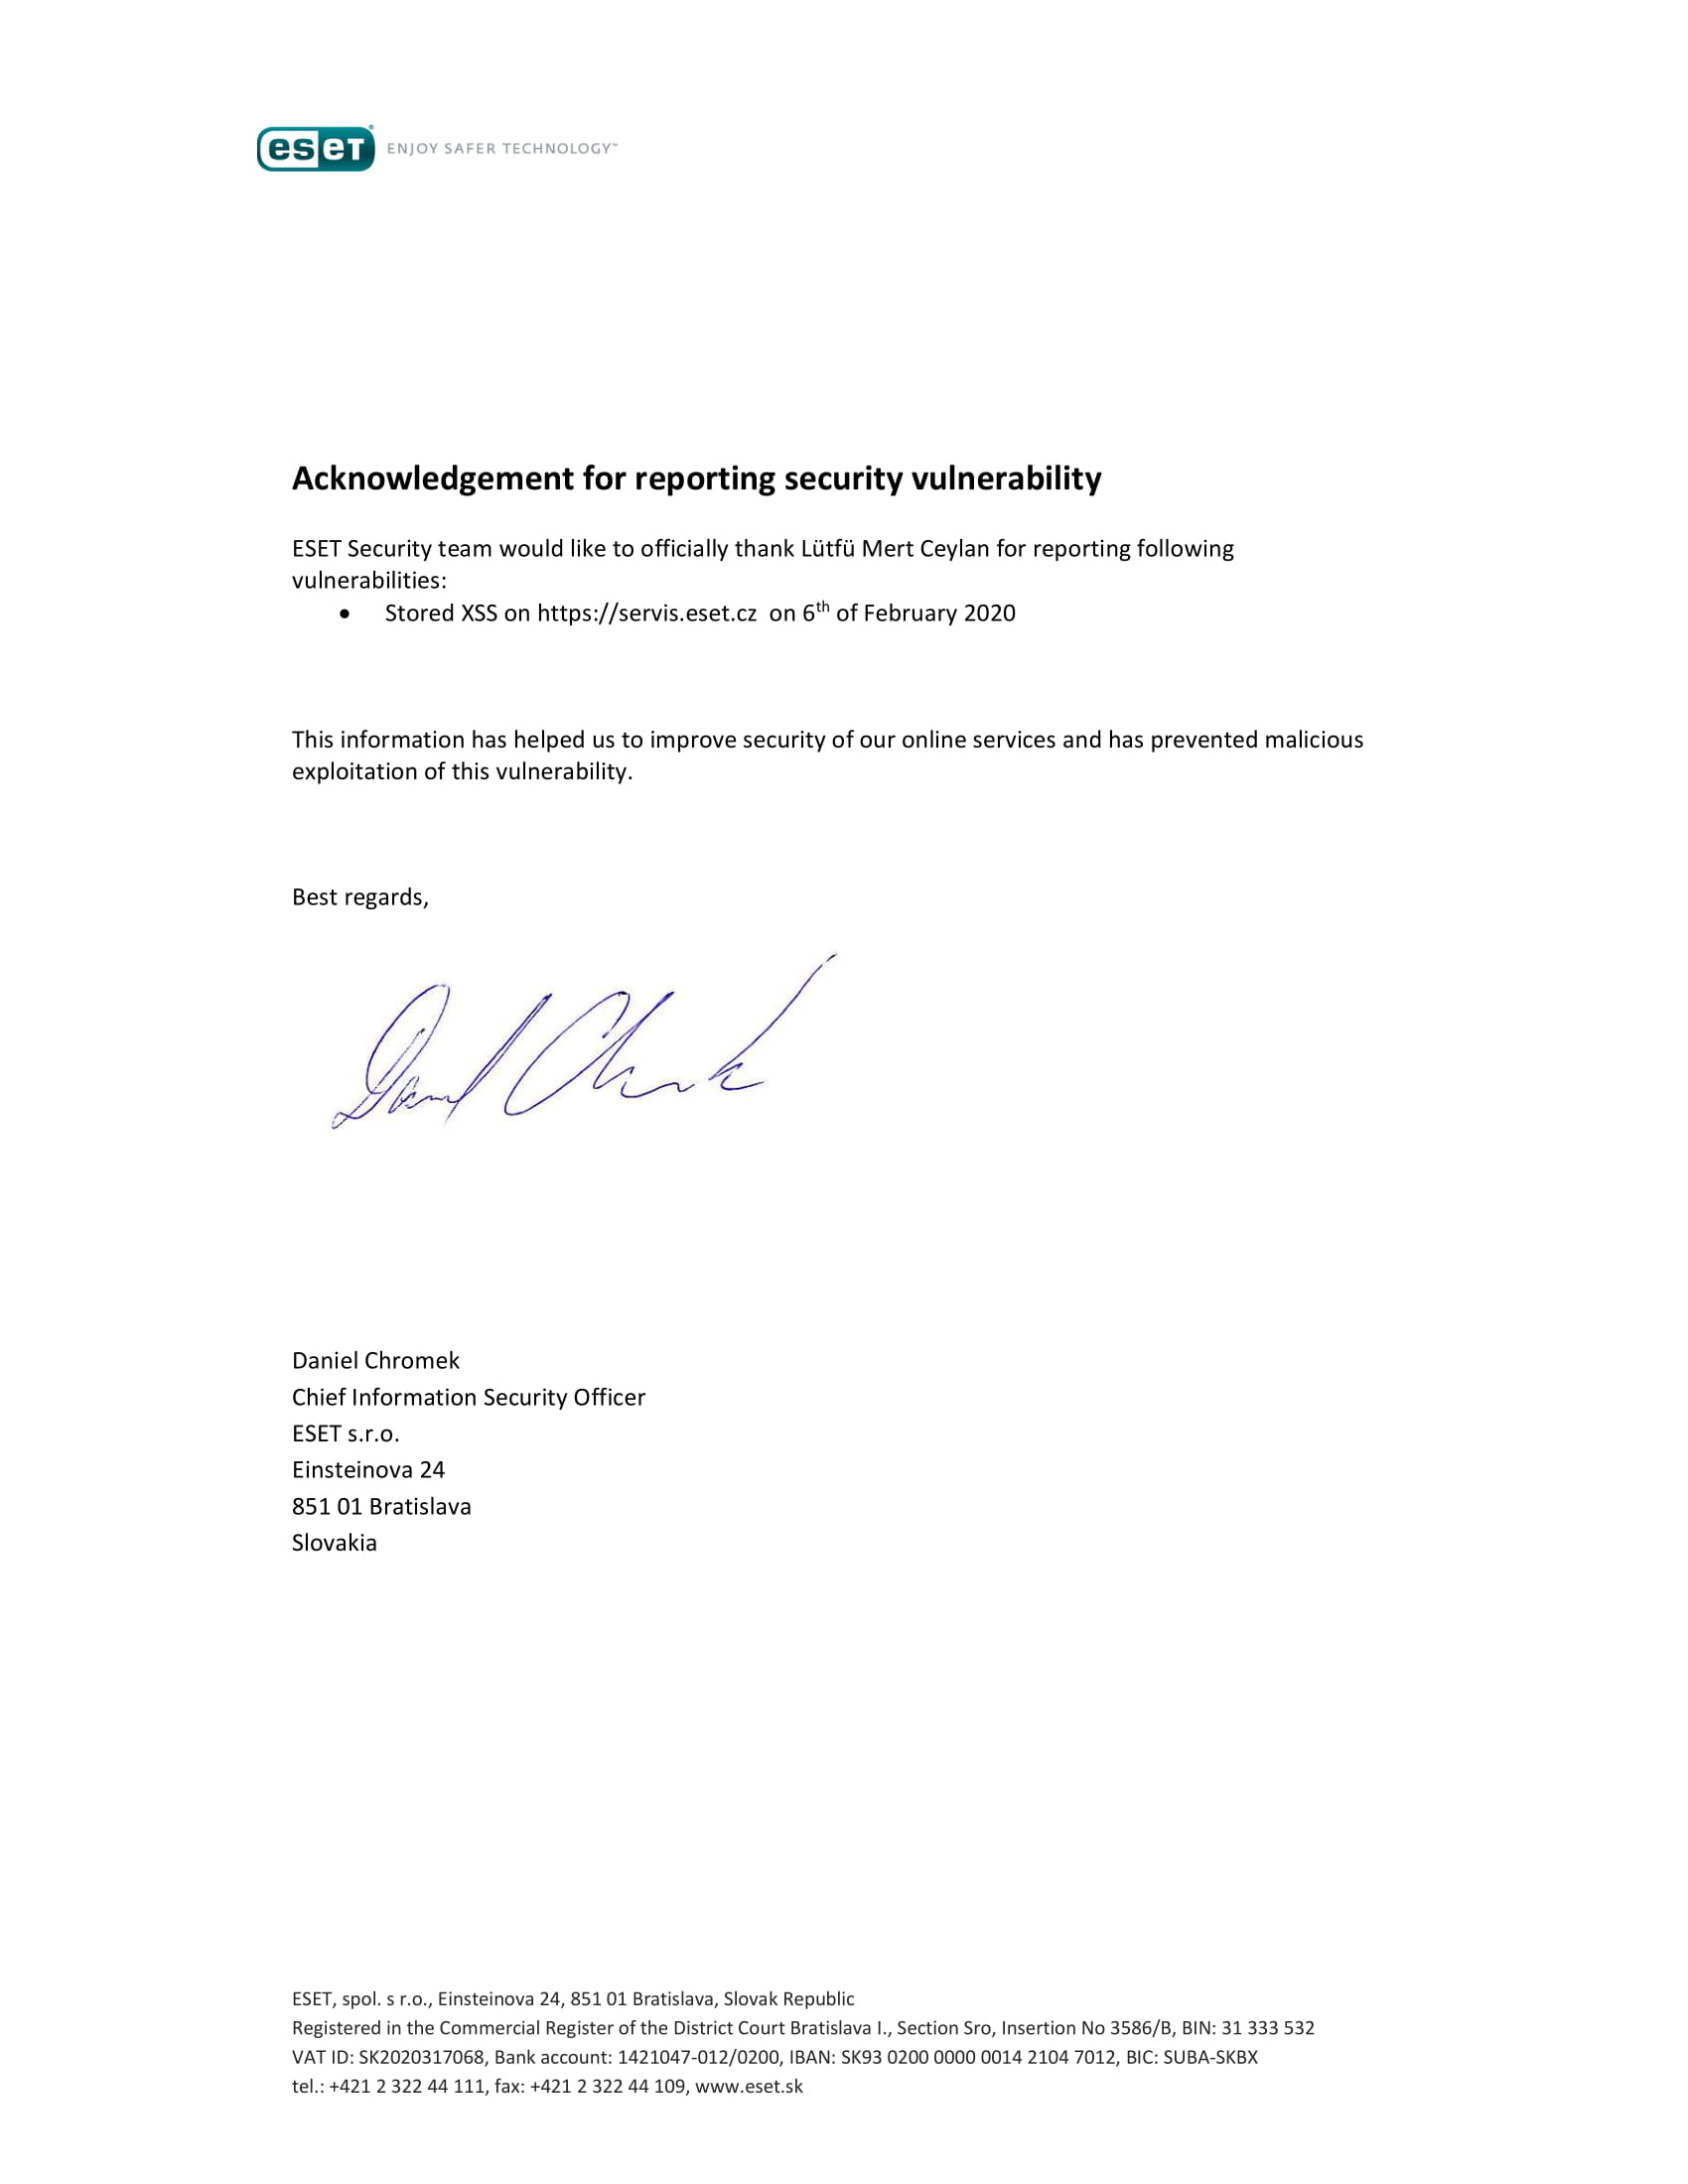 eset ENJOY SAFER TECHNOLOGY™
Acknowledgement for reporting security vulnerability
ESET Security team would like to officially thank Lütfü Mert Ceylan for reporting following
vulnerabilities:
• Stored XSS on https://servis.eset.cz on 6th of February 2020
This information has helped us to improve security of our online services and has prevented malicious
exploitation of this vulnerability.
Best regards,
Daniel Chromek
Chief Information Security Officer
ESET s.r.o.
Einsteinova 24
851 01 Bratislava
Slovakia
ESET, spol. s r.o., Einsteinova 24, 851 01 Bratislava, Slovak Republic
Registered in the Commercial Register of the District Court Bratislava I., Section Sro, Insertion No 3586/B, BIN: 31 333 532
VAT ID: SK2020317068, Bank account: 1421047-012/0200, IBAN: SK93 0200 0000 0014 2104 7012, BIC: SUBA-SKBX
tel.: +421 2 322 44 111, fax: +421 2 322 44 109, www.eset.sk